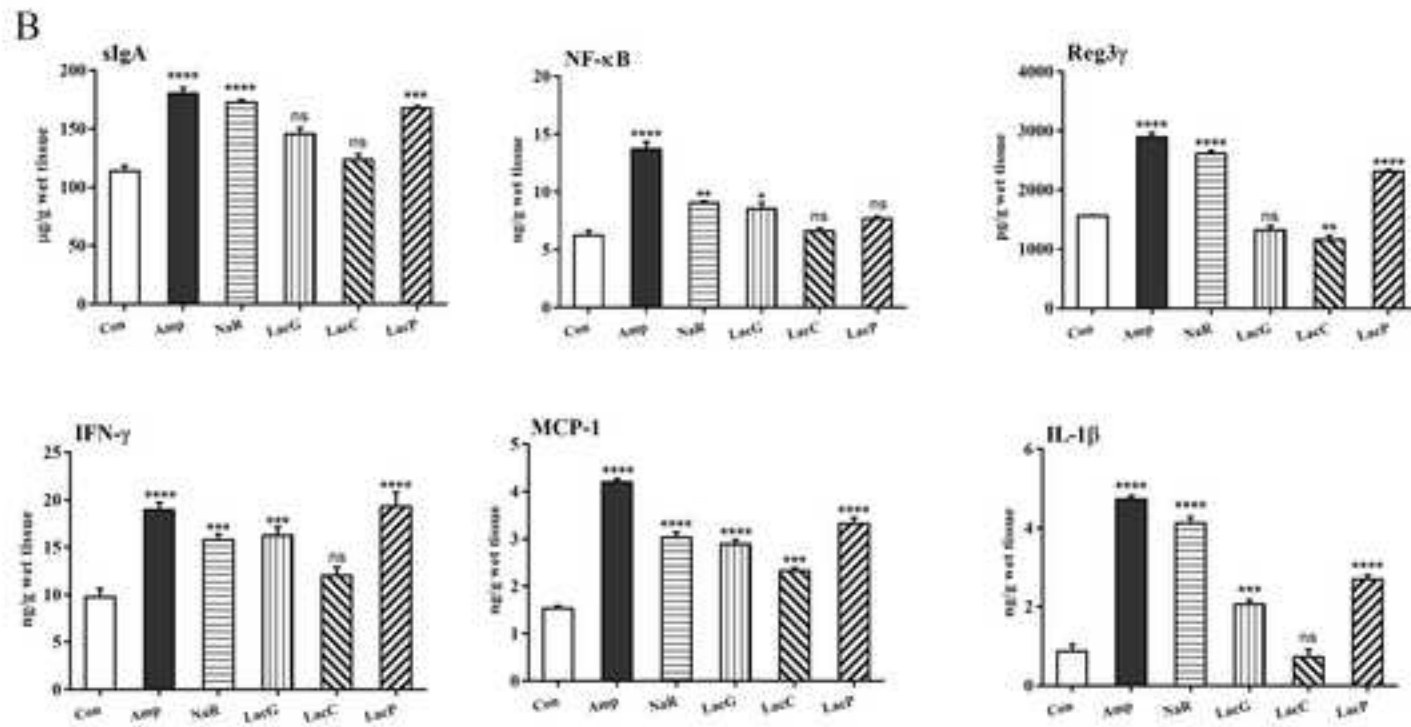 B
sIgA
µg/g wet tissue
200
150
100
50
0
**** **** ns ns ***
Con Amp NaR LacG LacC LacP
NF-κB
ng/g wet tissue
20
15
10
5
0
**** ** * ns ns
Con Amp NaR LacG LacC LacP
Reg3γ
pg/g wet tissue
4000
3000
2000
1000
0
**** **** ns ** ****
Con Amp NaR LacG LacC LacP
IFN-γ
ng/g wet tissue
25
20
15
10
5
0
**** *** *** ns ****
Con Amp NaR LacG LacC LacP
MCP-1
ng/g wet tissue
5
4
3
2
1
0
**** **** **** *** ****
Con Amp NaR LacG LacC LacP
IL-1β
ng/g wet tissue
6
4
2
0
**** **** *** ns ****
Con Amp NaR LacG LacC LacP